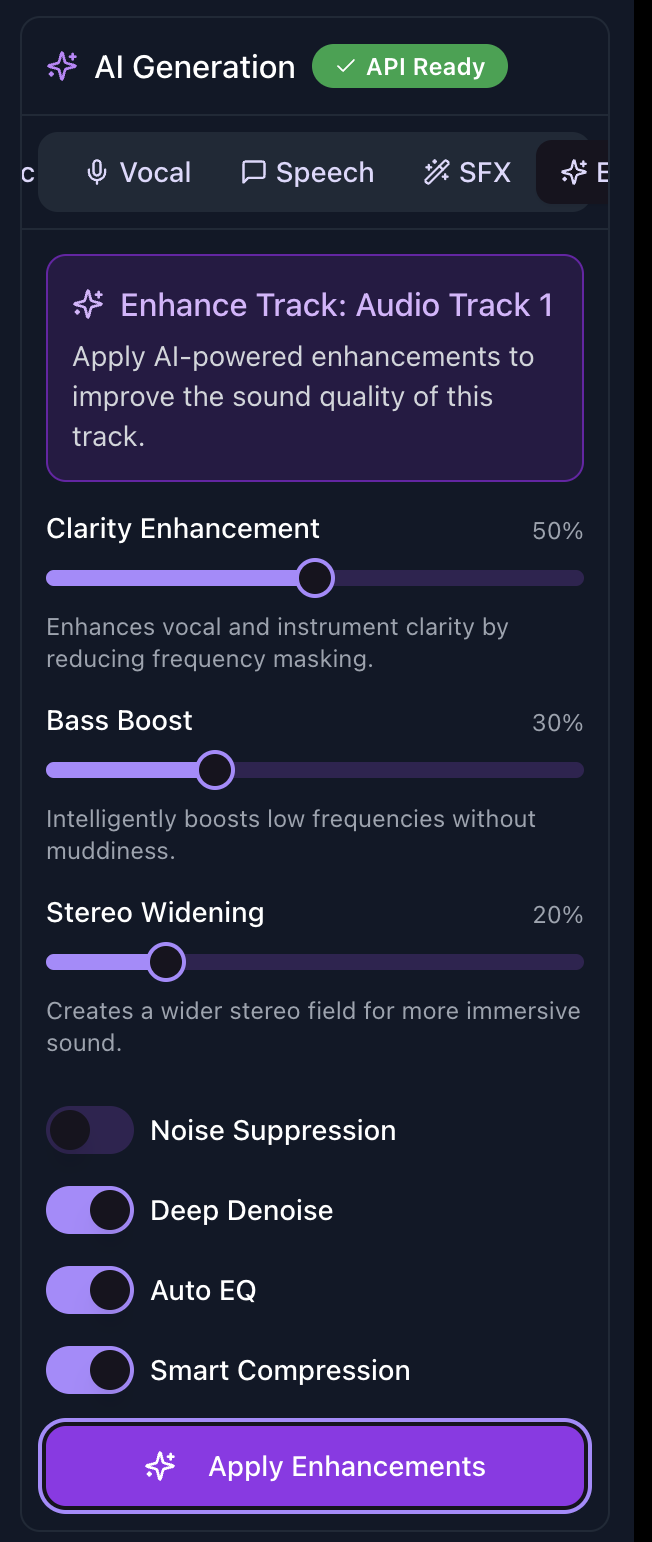 AI Generation
API Ready
c Vocal Speech SFX E
Enhance Track: Audio Track 1
Apply AI-powered enhancements to
improve the sound quality of this
track.
Clarity Enhancement 50%
Enhances vocal and instrument clarity by
reducing frequency masking.
Bass Boost 30%
Intelligently boosts low frequencies without
muddiness.
Stereo Widening 20%
Creates a wider stereo field for more immersive
sound.
Noise Suppression
Deep Denoise
Auto EQ
Smart Compression
Apply Enhancements